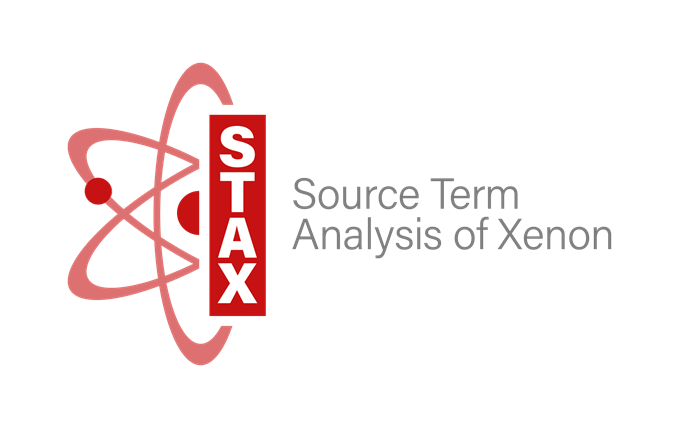 STAX
Source Term
Analysis of Xenon